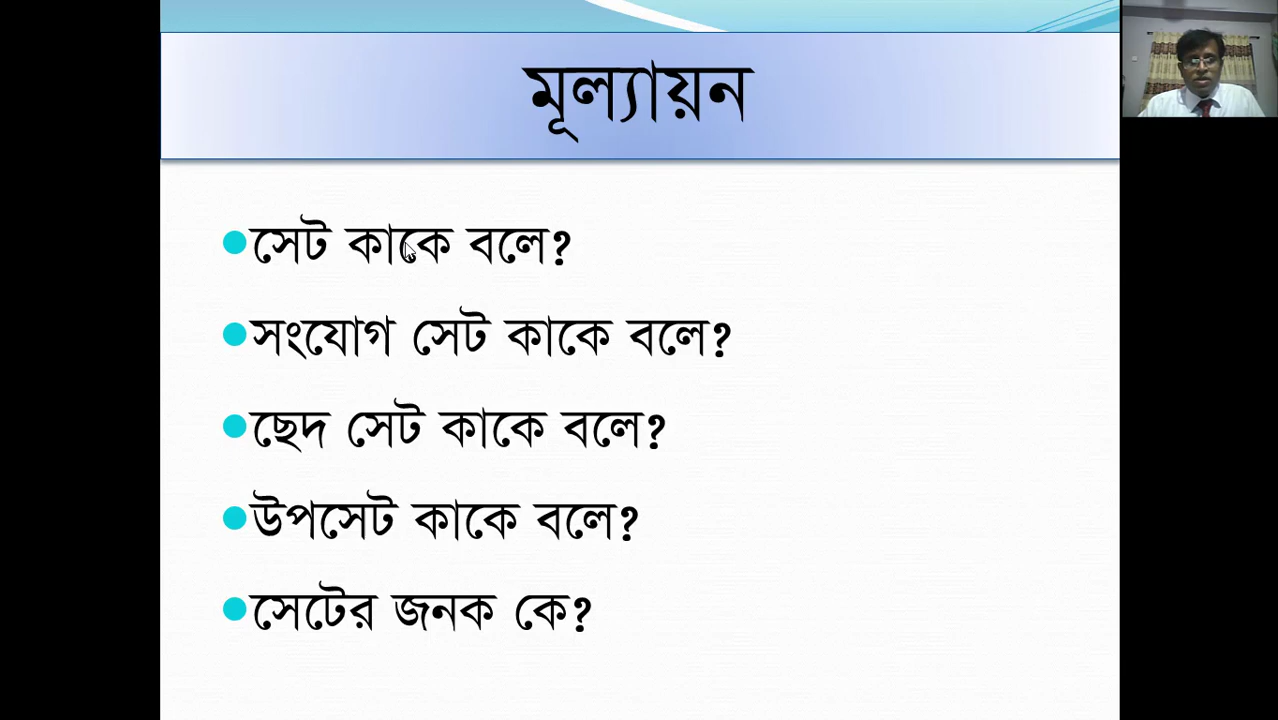 মূল্যায়ন
সেট কাকে বলে?
সংযোগ সেট কাকে বলে?
ছেদ সেট কাকে বলে?
উপসেট কাকে বলে?
সেটের জনক কে?